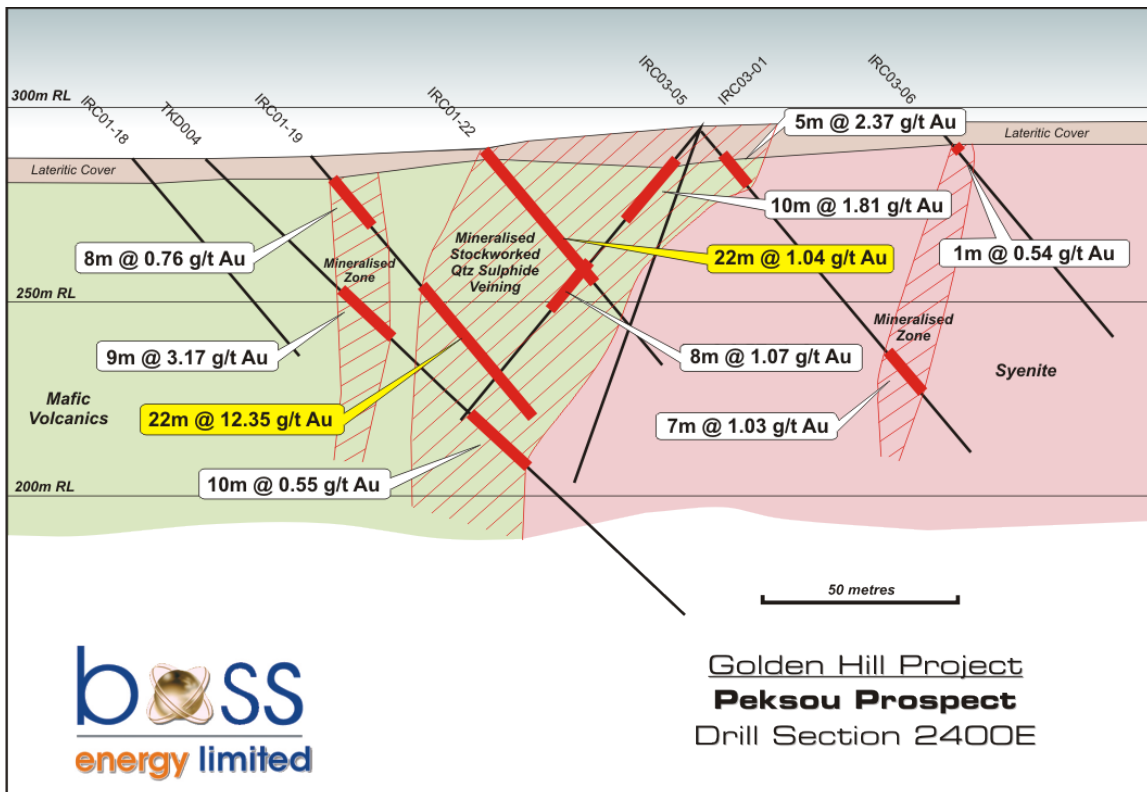 300m RL
IRC01-18
TKD004
IRC01-19
IRC01-22
IRC03-05
IRC03-01
IRC03-06
5m @ 2.37 g/t Au
Lateritic Cover
Lateritic Cover
10m @ 1.81 g/t Au
8m @ 0.76 g/t Au
Mineralised
Zone
Mineralised
Stockworked
Qtz Sulphide
Veining
22m @ 1.04 g/t Au
1m @ 0.54 g/t Au
250m RL
Mineralised
Zone
9m @ 3.17 g/t Au
8m @ 1.07 g/t Au
Syenite
Mafic
Volcanics
22m @ 12.35 g/t Au
7m @ 1.03 g/t Au
10m @ 0.55 g/t Au
200m RL
50 metres
boss
energy limited
Golden Hill Project
Peksou Prospect
Drill Section 2400E